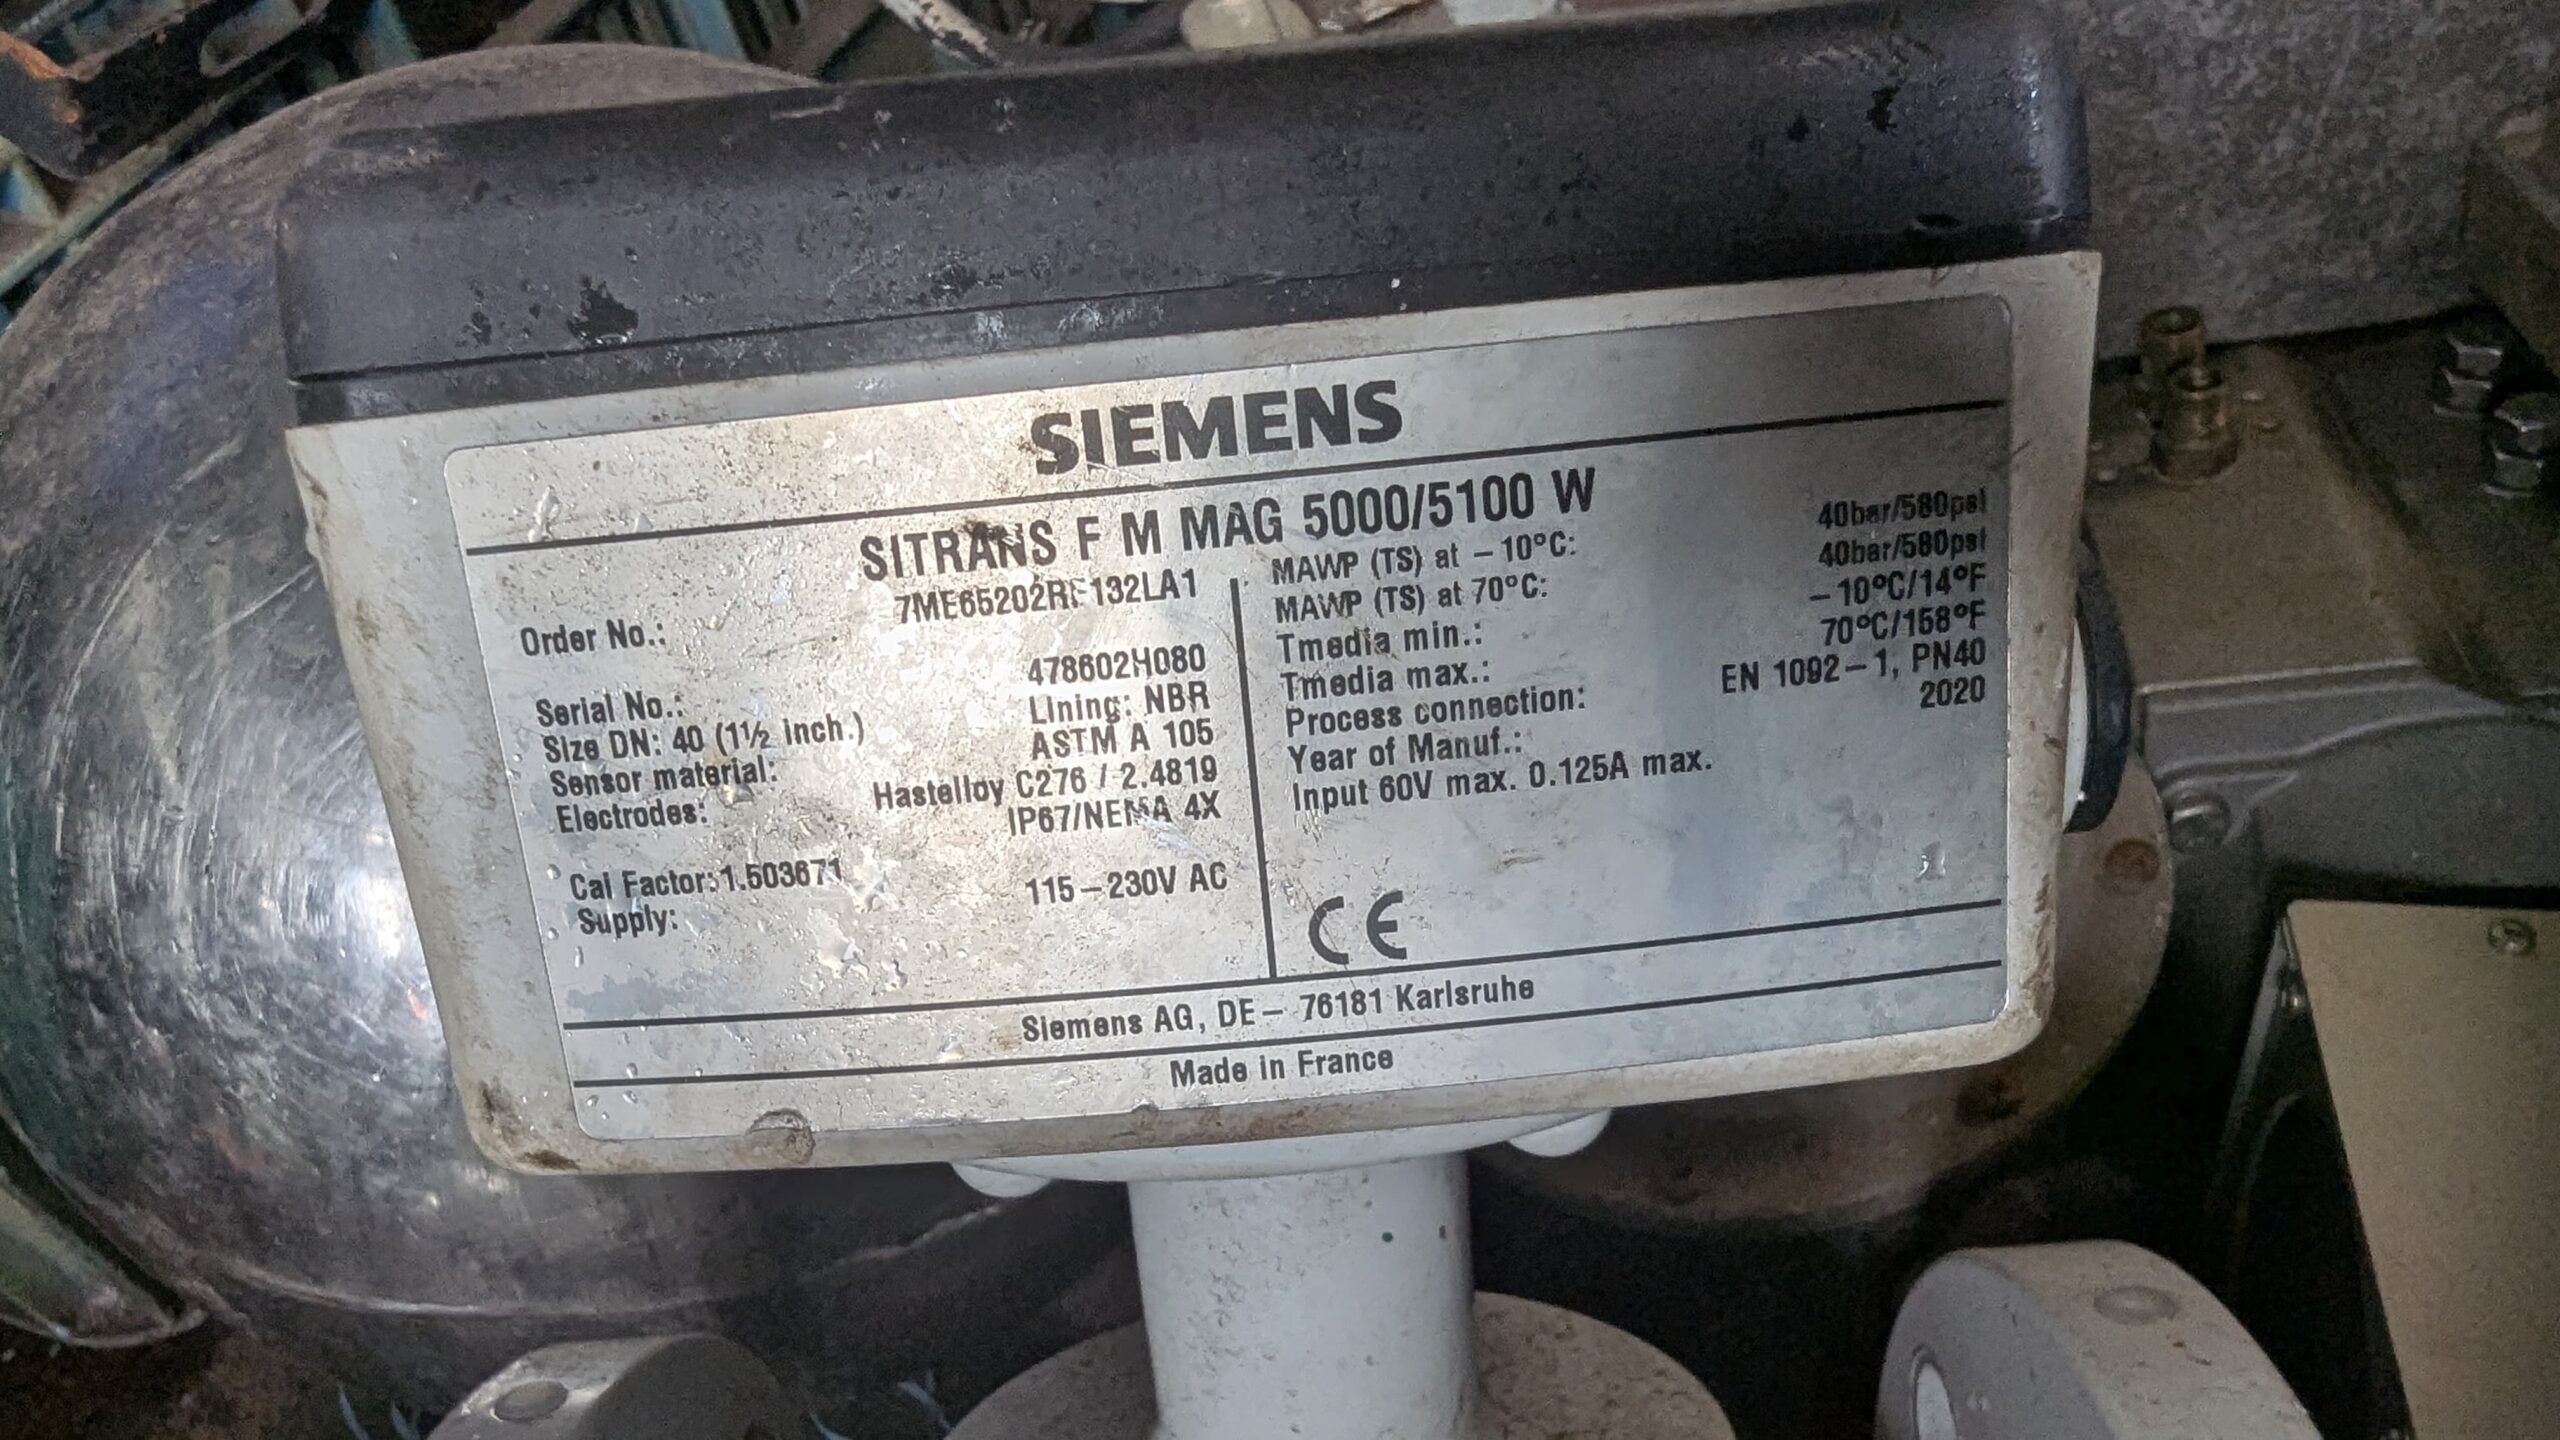 SIEMENS
SITRANS F M MAG 5000/5100 W
Order No.: 7ME65202RF132LA1
Serial No.: 478602H080
Size DN: 40 (1½ inch.) Lining: NBR
Sensor material: ASTM A 105
Electrodes: Hastelloy C276 / 2.4819
IP67/NEMA 4X
Cal Factor:1.503671
Supply: 115–230V AC
MAWP (TS) at –10°C: 40bar/580psi
MAWP (TS) at 70°C: 40bar/580psi
Tmedia min.: –10°C/14°F
Tmedia max.: 70°C/158°F
Process connection: EN 1092–1, PN40
Year of Manuf.: 2020
Input 60V max. 0.125A max.
CE
Siemens AG, DE– 76181 Karlsruhe
Made in France